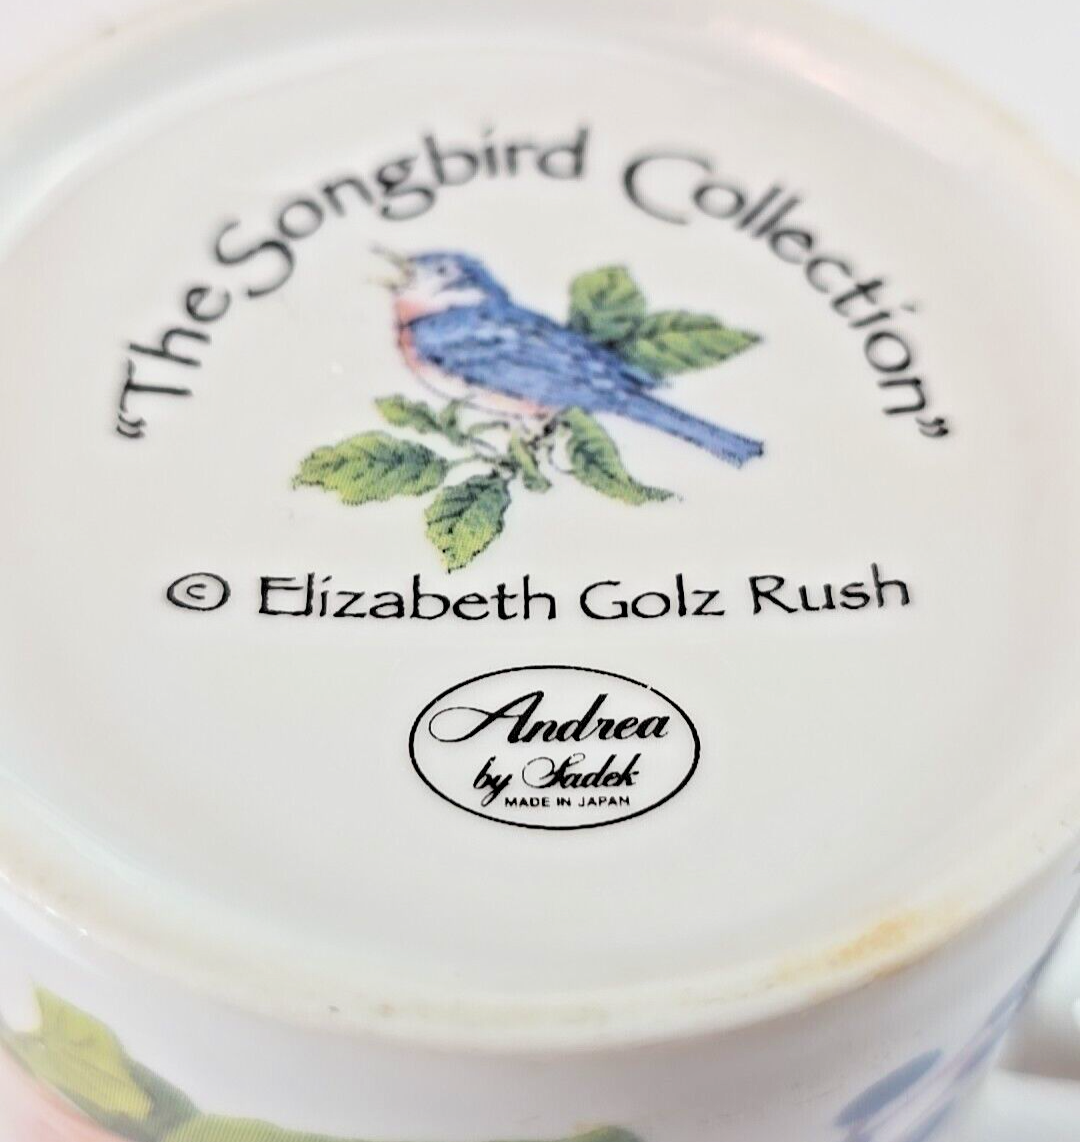 “The Songbird Collection”
© Elizabeth Golz Rush
Andrea
by Sadek
MADE IN JAPAN